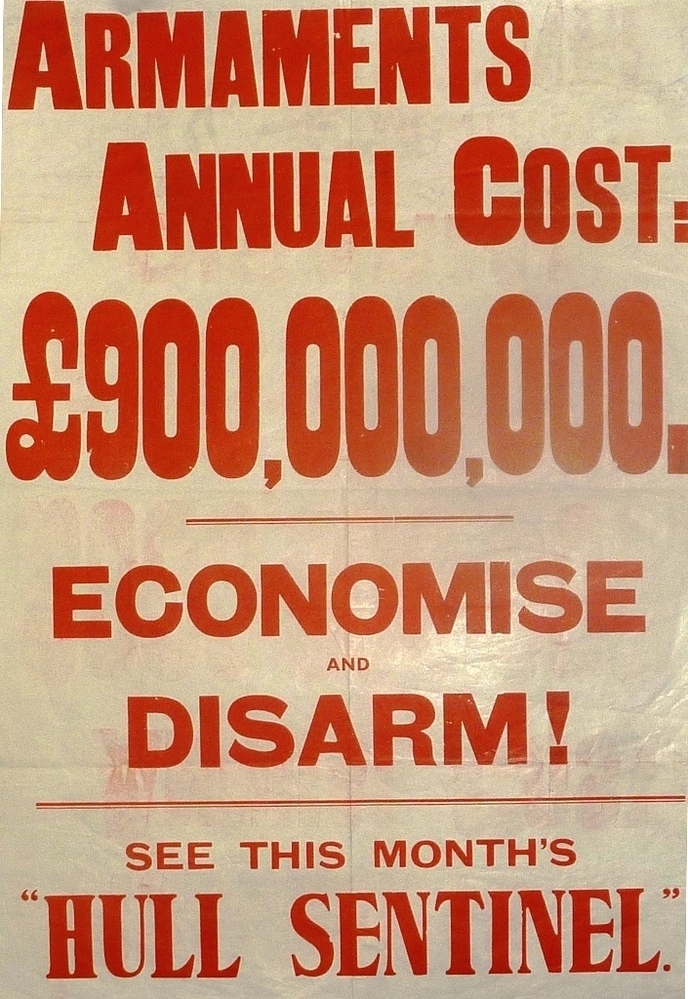 ARMAMENTS
ANNUAL COST:
£900,000,000.
ECONOMISE
AND
DISARM!
SEE THIS MONTH'S
"HULL SENTINEL."